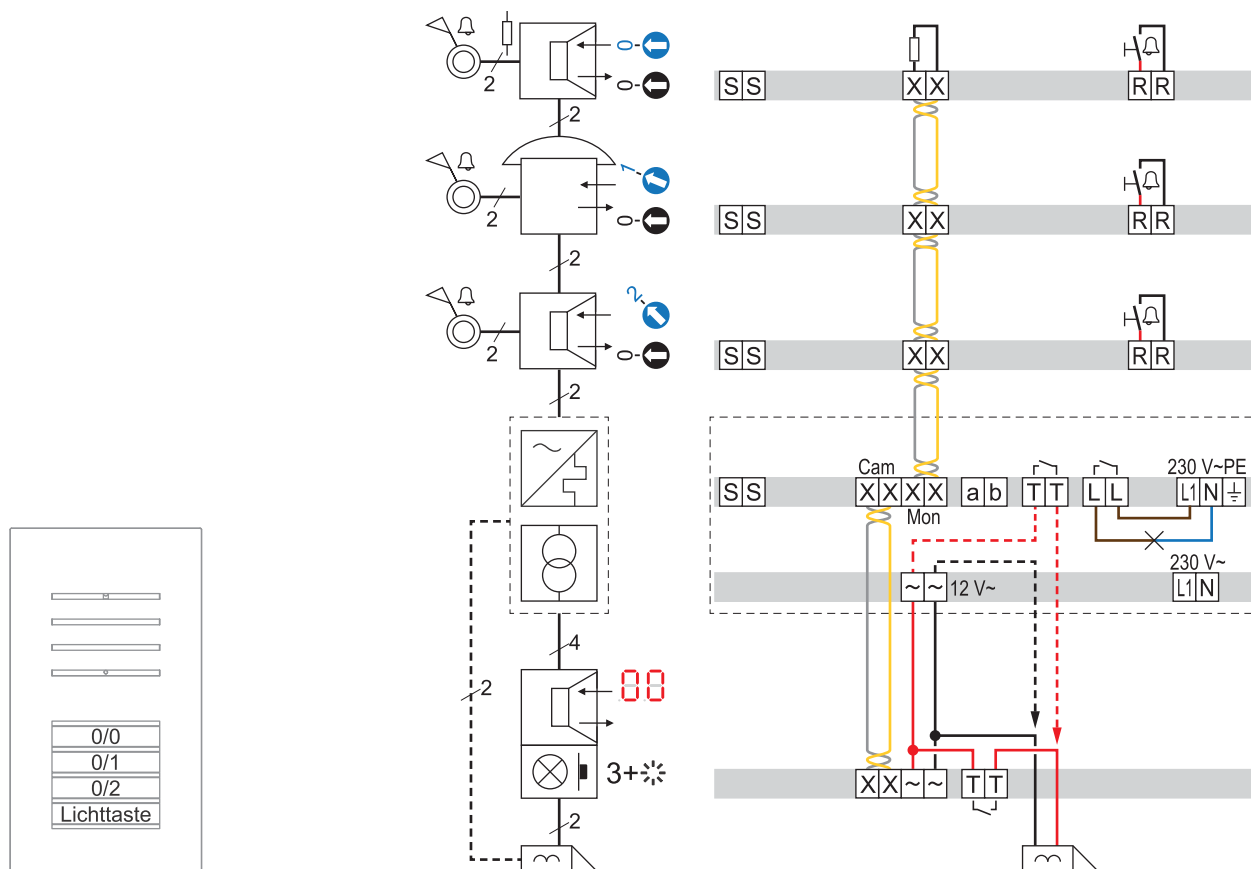 2
0
0
S S
X X
R R
2
2
1
0
S S
X X
R R
2
2
2
0
S S
X X
R R
2
2
Cam
230 V~PE
S S
X X X X
a b
T T
L L
L1 N
Mon
230 V~
~ ~
12 V~
L1 N
4
2
00
0/0
0/1
0/2
Lichttaste
3+
X X ~ ~
T T
2